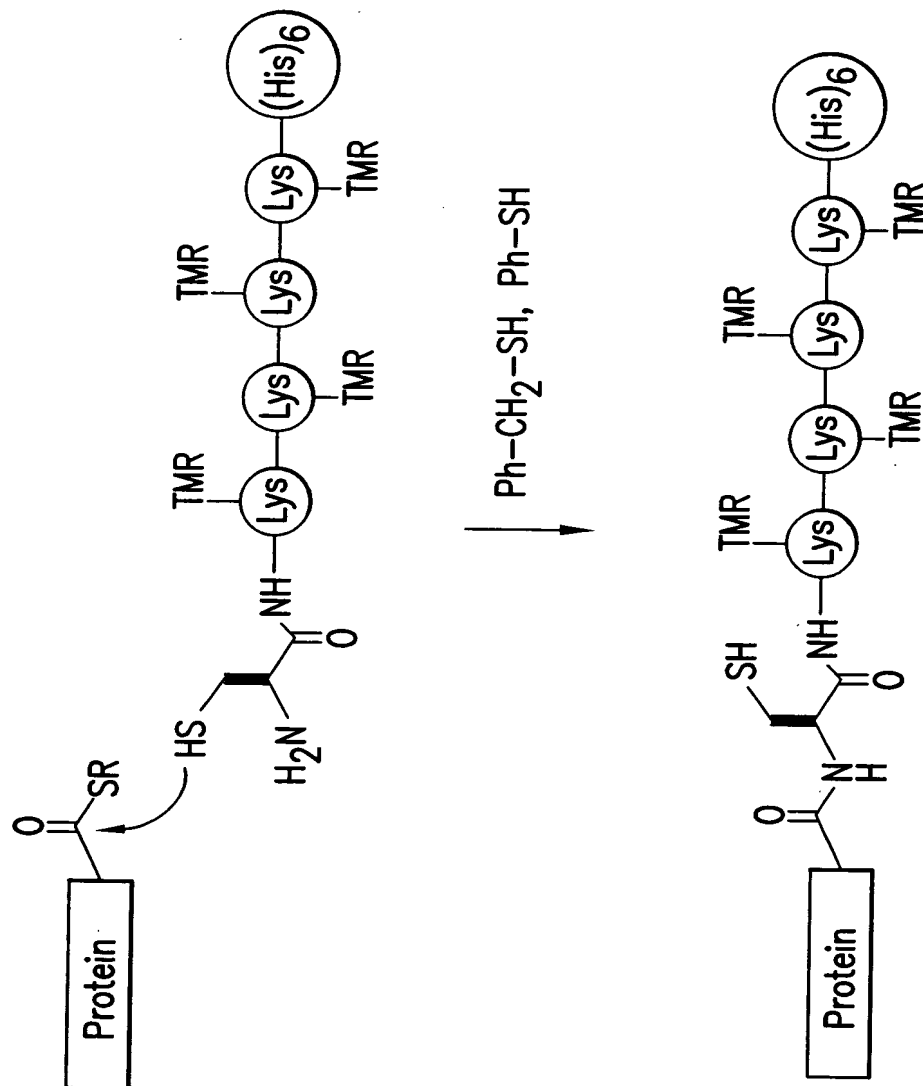 O
SR
Protein
HS
H2N
O
NH
TMR
Lys
Lys
TMR
TMR
Lys
Lys
TMR
(His)6
Ph–CH2–SH, Ph–SH
Protein
O
N
H
SH
O
NH
TMR
Lys
Lys
TMR
TMR
Lys
Lys
TMR
(His)6